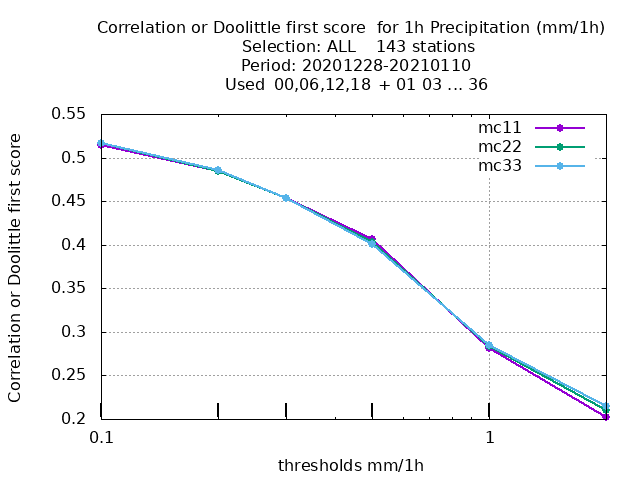 Correlation or Doolittle first score  for 1h Precipitation (mm/1h)
Selection: ALL    143 stations
Period: 20201228-20210110
Used  00,06,12,18  + 01 03 ... 36
Correlation or Doolittle first score
0.55
0.5
0.45
0.4
0.35
0.3
0.25
0.2
mc11
mc22
mc33
0.1
1
thresholds mm/1h